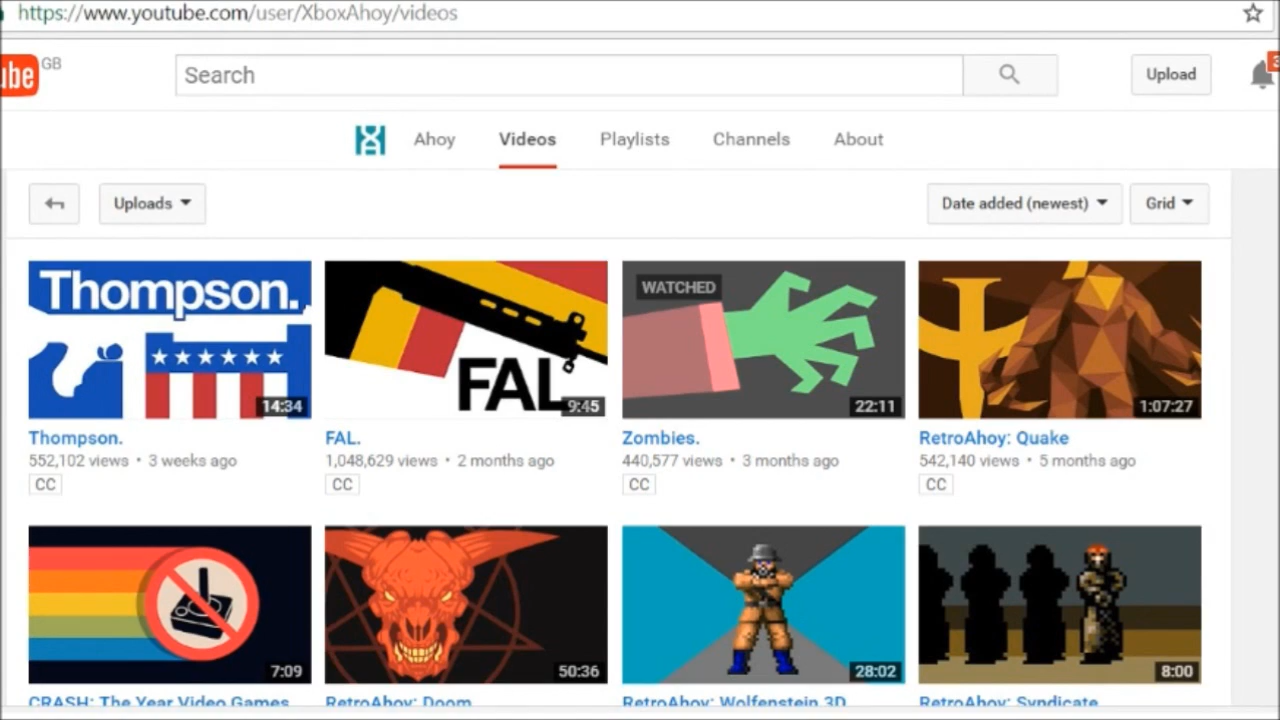 https://www.youtube.com/user/XboxAhoy/videos
ube GB Search Upload 3
Ahoy Videos Playlists Channels About
Uploads Date added (newest) Grid
Thompson. 14:34
FAL. 9:45
WATCHED 22:11
1:07:27
Thompson. FAL. Zombies. RetroAhoy: Quake
552,102 views • 3 weeks ago 1,048,629 views • 2 months ago 440,577 views • 3 months ago 542,140 views • 5 months ago
CC CC CC CC
7:09 50:36 28:02 8:00
CRASH: The Year Video Games RetroAhoy: Doom RetroAhoy: Wolfenstein 3D RetroAhoy: Syndicate